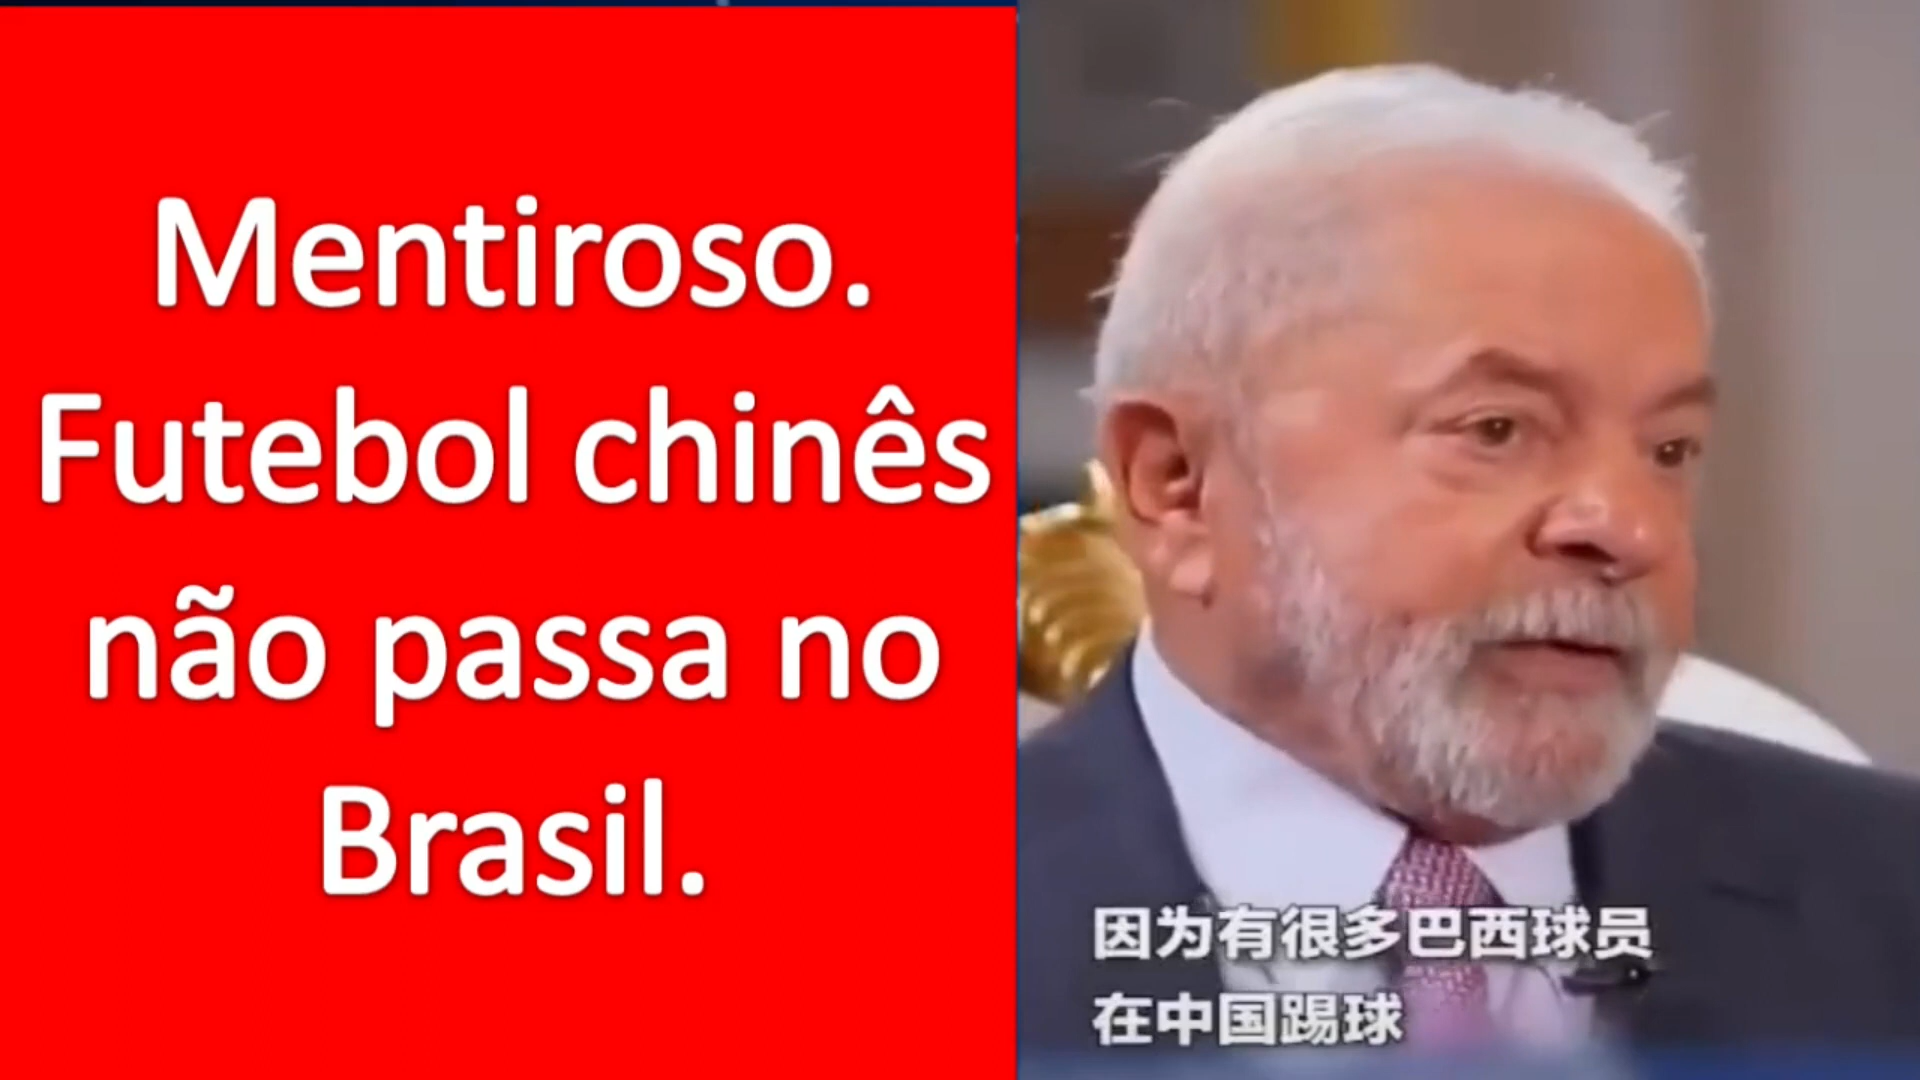 Mentiroso.
Futebol chinês
não passa no
Brasil.
因为有很多巴西球员
在中国踢球